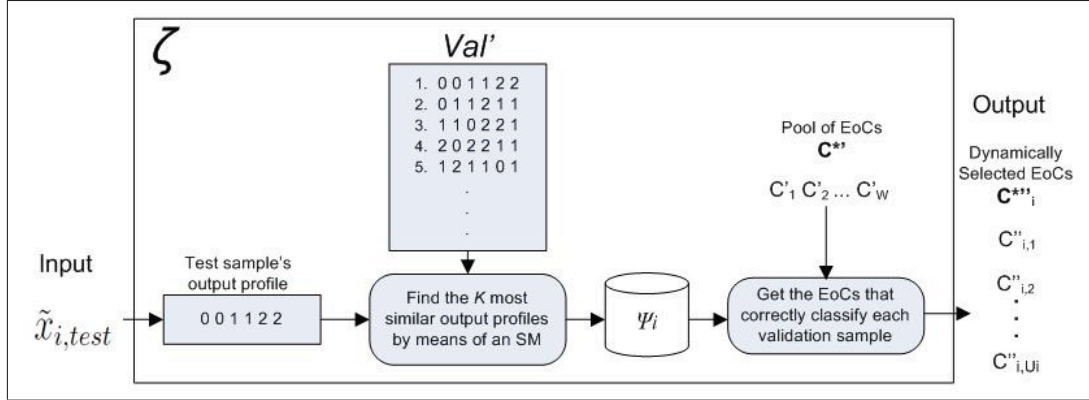 ζ
Val'
1. 0 0 1 1 2 2
2. 0 1 1 2 1 1
3. 1 1 0 2 2 1
4. 2 0 2 2 1 1
5. 1 2 1 1 0 1
.
.
.
Pool of EoCs
C*'
C'1 C'2 ... C'W
Input
x̃i,test
Test sample's
output profile
0 0 1 1 2 2
Find the K most
similar output profiles
by means of an SM
Ψi
Get the EoCs that
correctly classify each
validation sample
Output
Dynamically
Selected EoCs
C*''i
C''i,1
C''i,2
.
.
.
C''i,Ui